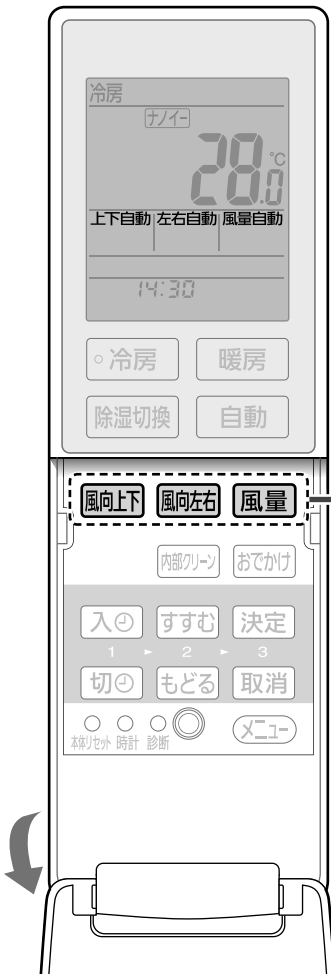 冷房
ナノイー
28.0℃
上下自動 左右自動 風量自動
14:30
冷房 暖房
除湿切換 自動
風向上下 風向左右 風量
内部クリーン おでかけ
入 すすむ 決定
1 ▸ 2 ▸ 3
切 もどる 取消
本体リセット 時計 診断 メニュー